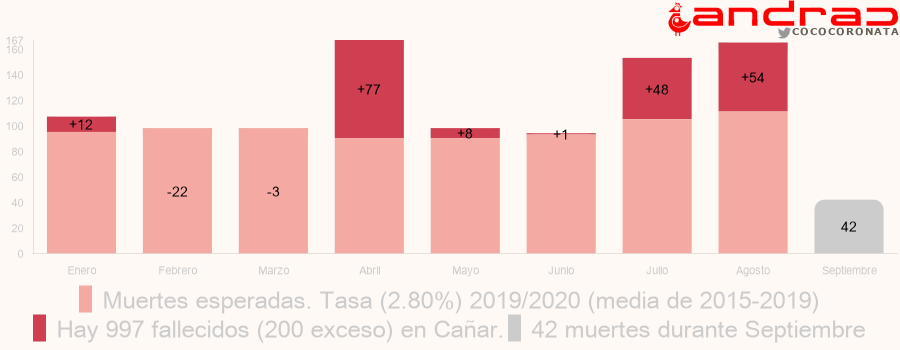 andrac
COCOCORONATA
167
160
140
120
100
80
60
40
20
0
+12
-22
-3
+77
+8
+1
+48
+54
42
Enero
Febrero
Marzo
Abril
Mayo
Junio
Julio
Agosto
Septiembre
Muertes esperadas. Tasa (2.80%) 2019/2020 (media de 2015-2019)
Hay 997 fallecidos (200 exceso) en Cañar. 42 muertes durante Septiembre